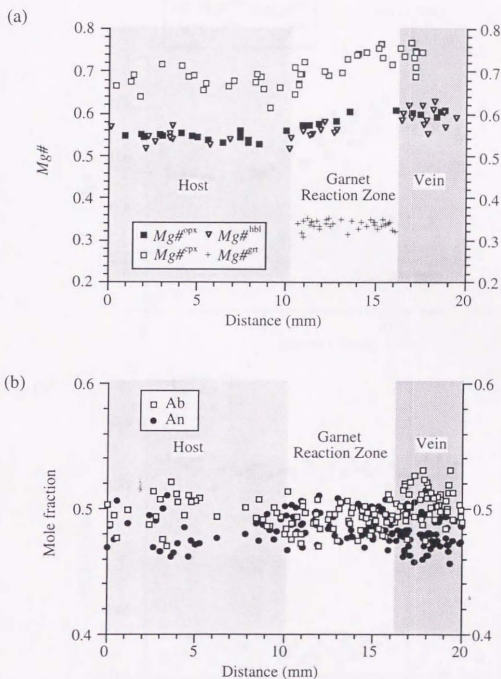 (a)
0.8 0.8
0.7 0.7
0.6 0.6
0.5 0.5
0.4 0.4
0.3 0.3
0.2 0.2
Mg#
Host
Garnet
Reaction Zone
Vein
Mg#opx Mg#hbl
Mg#cpx Mg#grt
0 5 10 15 20
Distance (mm)
(b)
0.6 0.6
0.5 0.5
0.4 0.4
Mole fraction
Ab
An
Host
Garnet
Reaction Zone
Vein
0 5 10 15 20
Distance (mm)